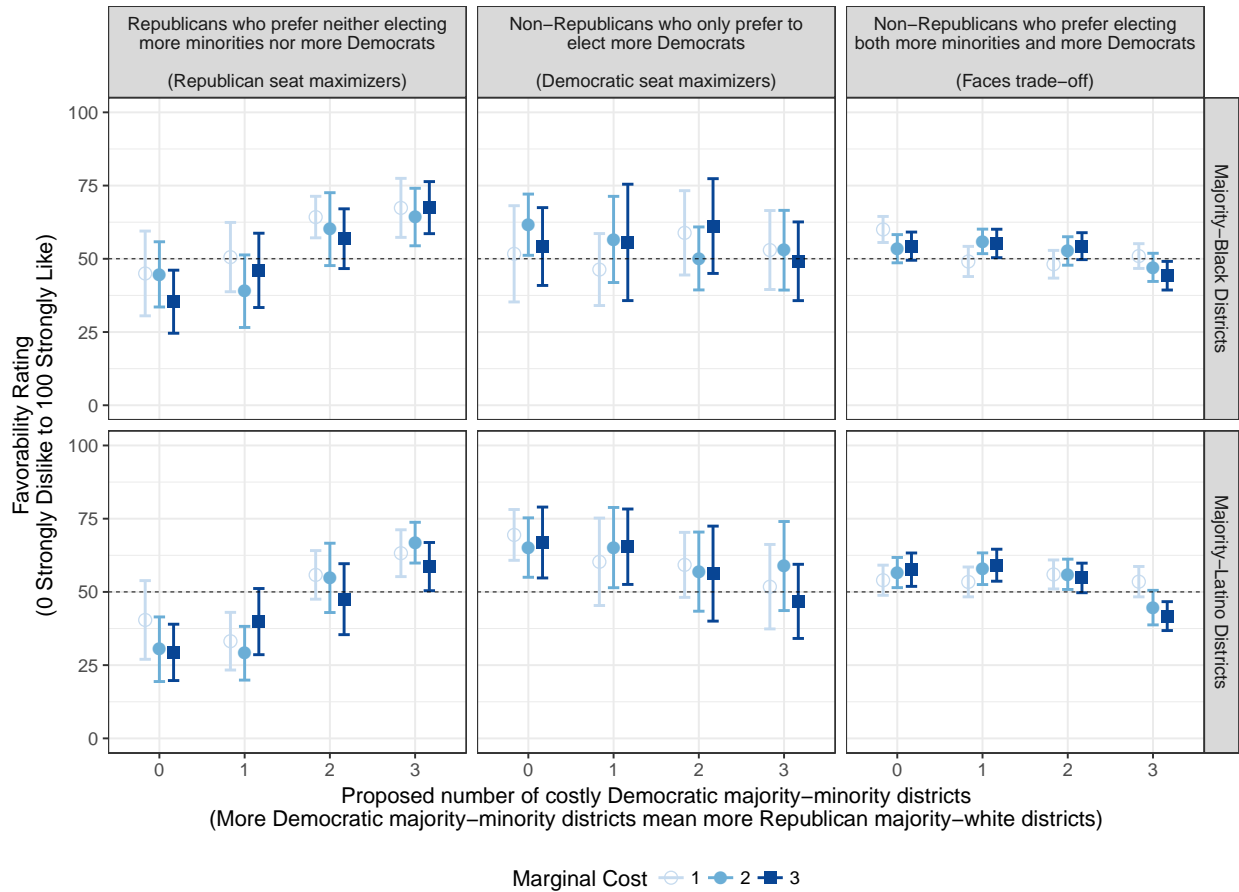 Republicans who prefer neither electing
more minorities nor more Democrats
(Republican seat maximizers)
Non−Republicans who only prefer to
elect more Democrats
(Democratic seat maximizers)
Non−Republicans who prefer electing
both more minorities and more Democrats
(Faces trade−off)
Favorability Rating
(0 Strongly Dislike to 100 Strongly Like)
100
75
50
25
0
Majority−Black Districts
100
75
50
25
0
Majority−Latino Districts
0 1 2 3 0 1 2 3 0 1 2 3
Proposed number of costly Democratic majority−minority districts
(More Democratic majority−minority districts mean more Republican majority−white districts)
Marginal Cost 1 2 3